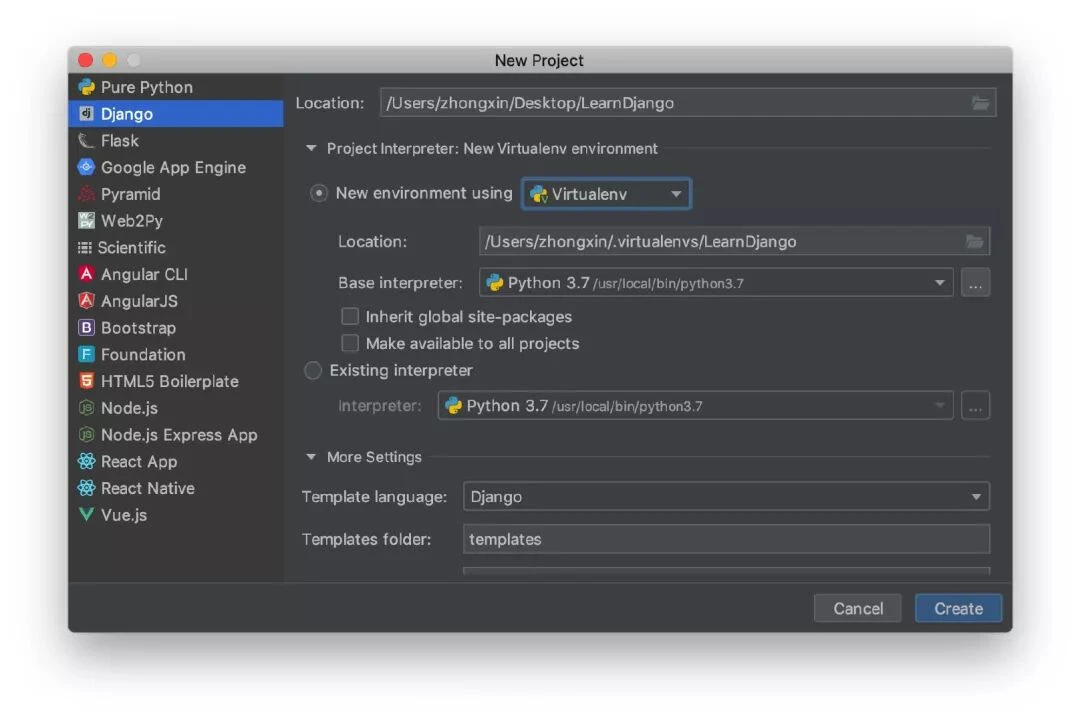 New Project
Pure Python
Django
Flask
Google App Engine
Pyramid
Web2Py
Scientific
Angular CLI
AngularJS
Bootstrap
Foundation
HTML5 Boilerplate
Node.js
Node.js Express App
React App
React Native
Vue.js
Location: /Users/zhongxin/Desktop/LearnDjango
Project Interpreter: New Virtualenv environment
New environment using Virtualenv
Location: /Users/zhongxin/.virtualenvs/LearnDjango
Base interpreter: Python 3.7 /usr/local/bin/python3.7 ...
Inherit global site-packages
Make available to all projects
Existing interpreter
Interpreter: Python 3.7 /usr/local/bin/python3.7 ...
More Settings
Template language: Django
Templates folder: templates
Cancel Create